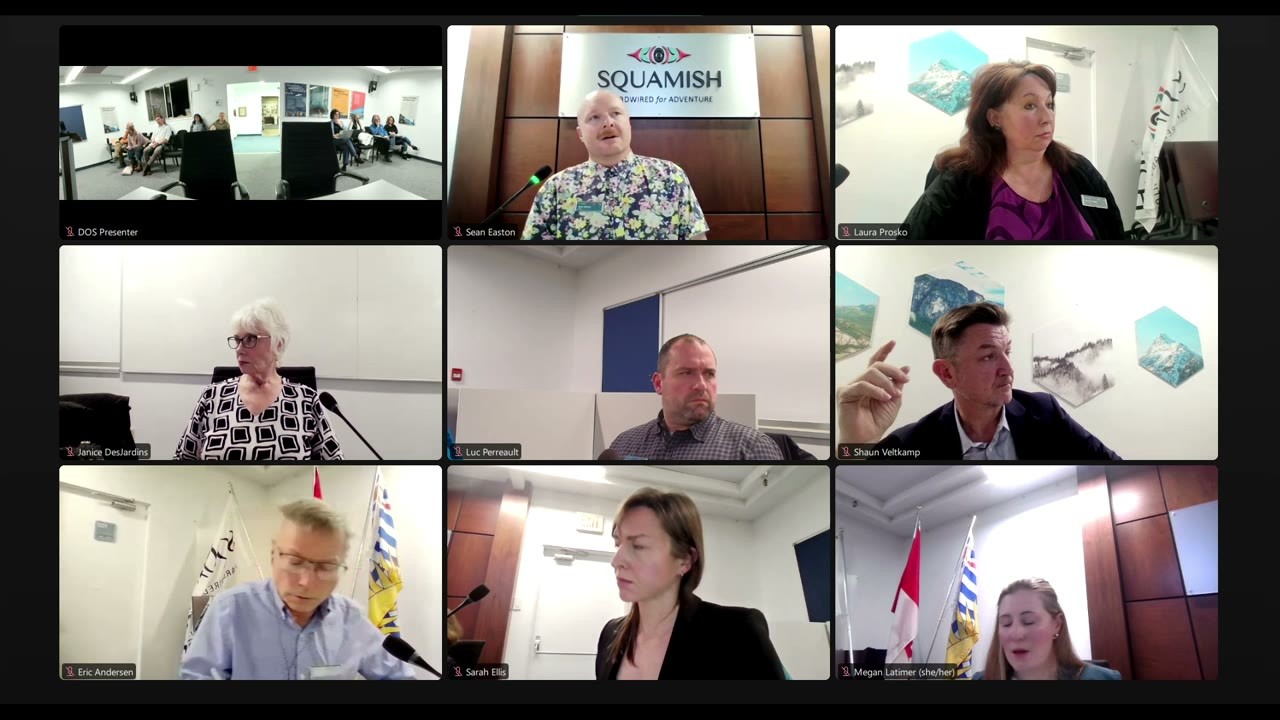 SQUAMISH
RDWIRED for ADVENTURE
DOS Presenter
Sean Easton
Laura Prosko
Janice DesJardins
Luc Perreault
Shaun Veltkamp
Eric Andersen
Sarah Ellis
Megan Latimer (she/her)